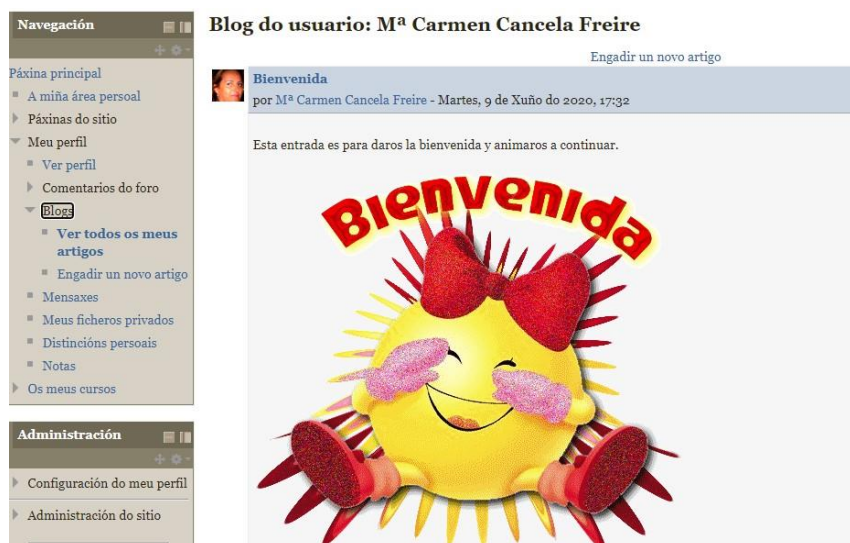 Navegación
Páxina principal
A miña área persoal
Páxinas do sitio
Meu perfil
Ver perfil
Comentarios do foro
Blogs
Ver todos os meus
artigos
Engadir un novo artigo
Mensaxes
Meus ficheros privados
Distincións persoais
Notas
Os meus cursos
Administración
Configuración do meu perfil
Administración do sitio
Blog do usuario: Mª Carmen Cancela Freire
Engadir un novo artigo
Bienvenida
por Mª Carmen Cancela Freire - Martes, 9 de Xuño do 2020, 17:32
Esta entrada es para daros la bienvenida y animaros a continuar.
Bienvenida